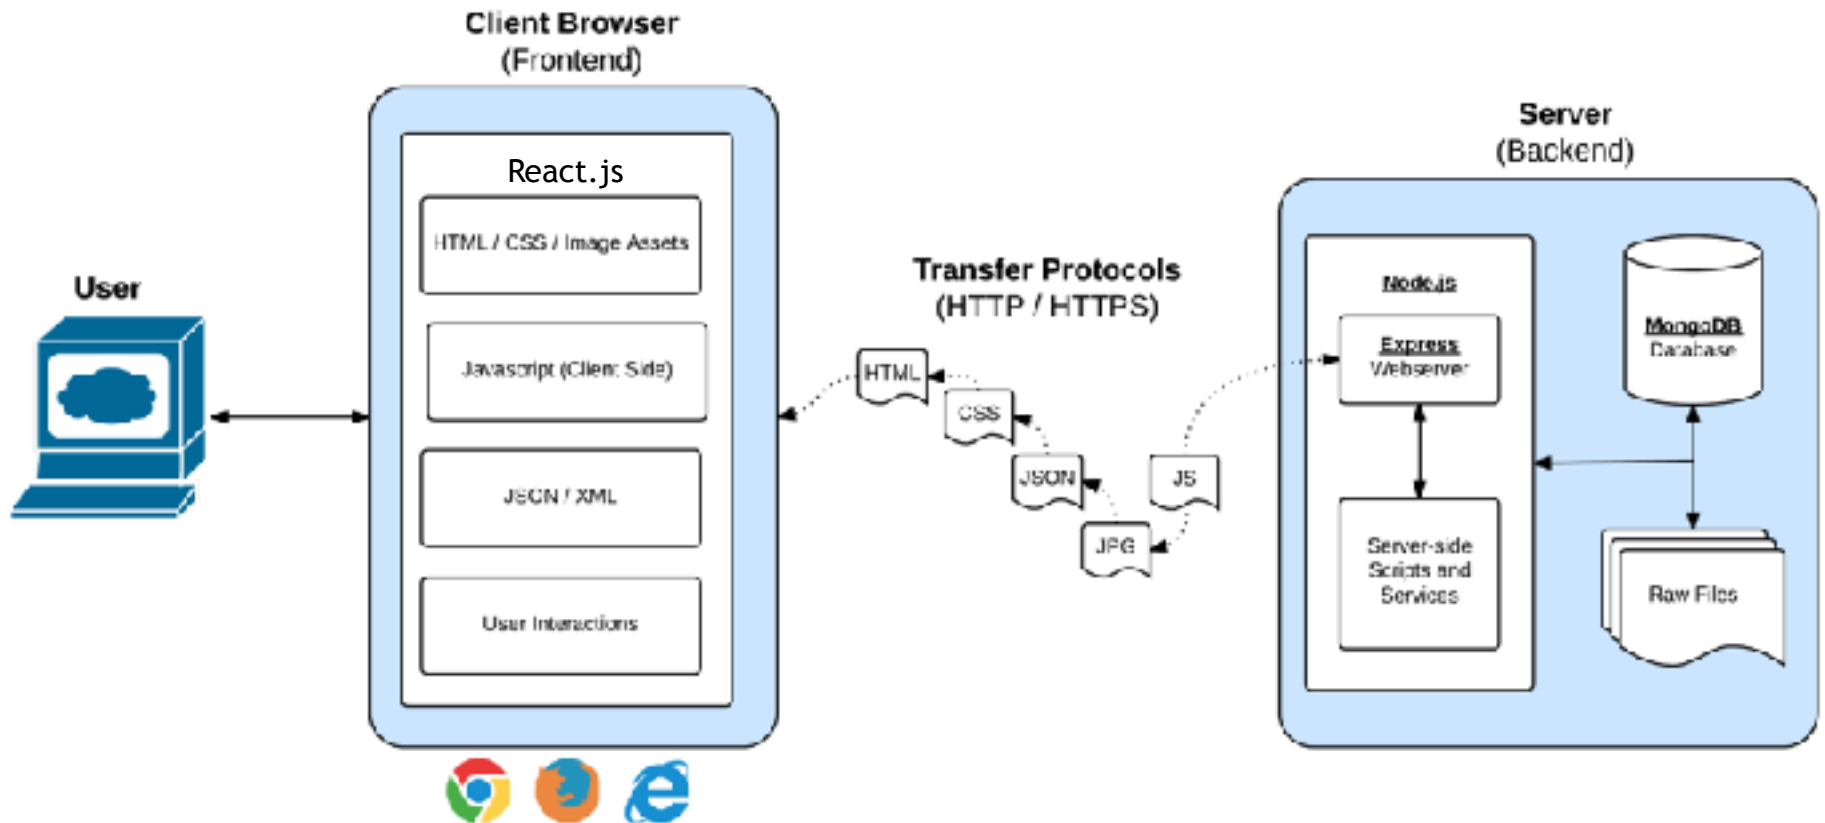 Client Browser
(Frontend)
React.js
HTML / CSS / Image Assets
Javascript (Client Side)
JSON / XML
User Interactions
User
Transfer Protocols
(HTTP / HTTPS)
HTML
CSS
JSON
JPG
JS
Server
(Backend)
Node.js
Express
Webserver
Server-side
Scripts and
Services
MongoDB
Database
Raw Files